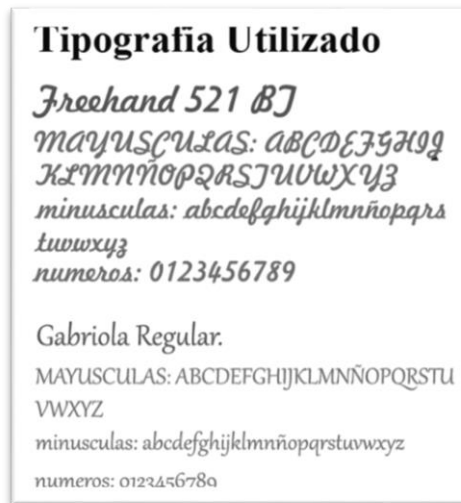 Tipografia Utilizado
Freehand 521 BT
MAYUSCULAS: ABCDEFGHIJ
KLMNÑOPQRSTUVWXYZ
minusculas: abcdefghijklmnñopqrs
tuvwxyz
numeros: 0123456789
Gabriola Regular.
MAYUSCULAS: ABCDEFGHIJKLMNÑOPQRSTU
VWXYZ
minusculas: abcdefghijklmnñopqrstuvwxyz
numeros: 0123456789